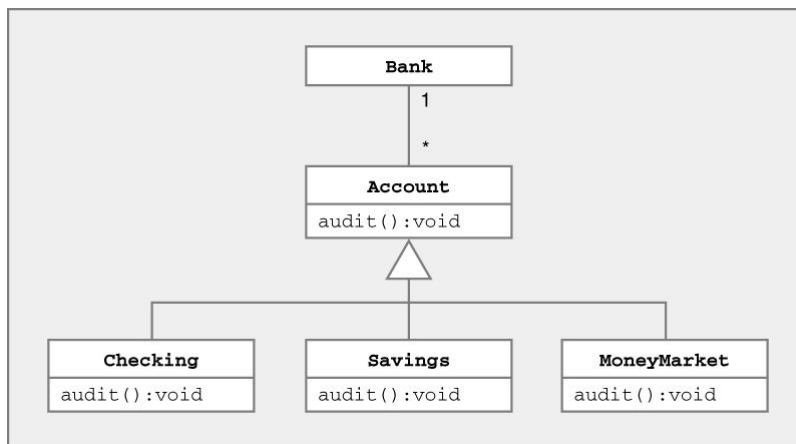 Bank
1
*
Account
audit():void
Checking
audit():void
Savings
audit():void
MoneyMarket
audit():void